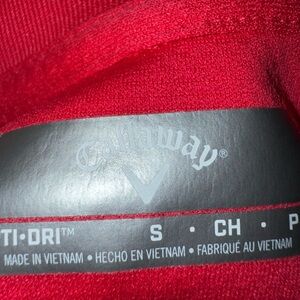 Callaway®
TI•DRI™ S • CH • P
MADE IN VIETNAM • HECHO EN VIETNAM • FABRIQUÉ AU VIETNAM